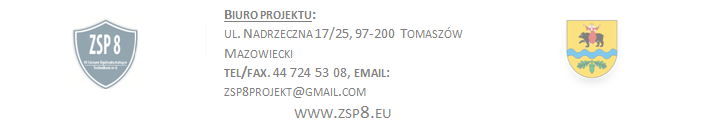 BIURO PROJEKTU:
UL. NADRZECZNA 17/25, 97-200 TOMASZÓW
MAZOWIECKI
TEL/FAX. 44 724 53 08, EMAIL:
ZSP8PROJEKT@GMAIL.COM
WWW.ZSP8.EU
ZSP 8